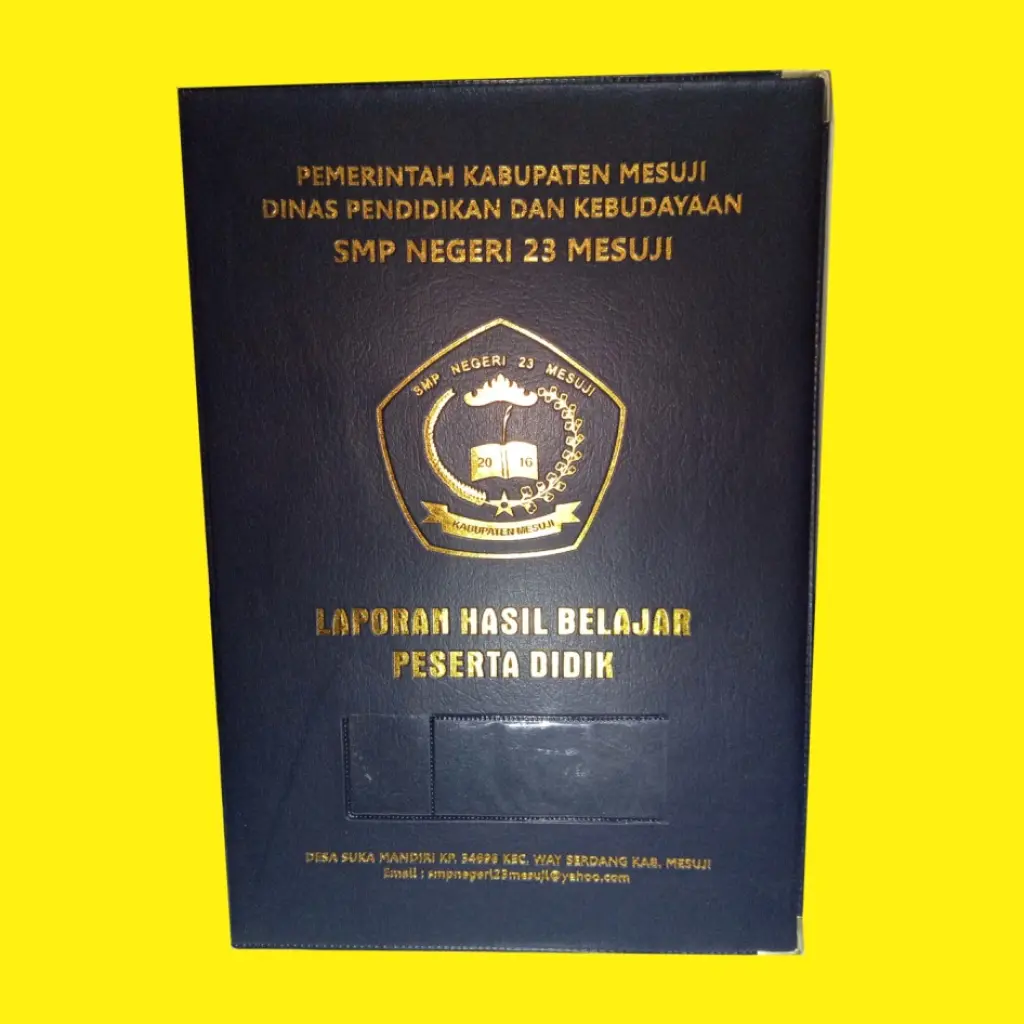 PEMERINTAH KABUPATEN MESUJI
DINAS PENDIDIKAN DAN KEBUDAYAAN
SMP NEGERI 23 MESUJI
SMP NEGERI 23 MESUJI
20 16
KABUPATEN MESUJI
LAPORAN HASIL BELAJAR
PESERTA DIDIK
DESA SUKA MANDIRI KP. 34698 KEC. WAY SERDANG KAB. MESUJI
Email : smpnegeri23mesuji@yahoo.com